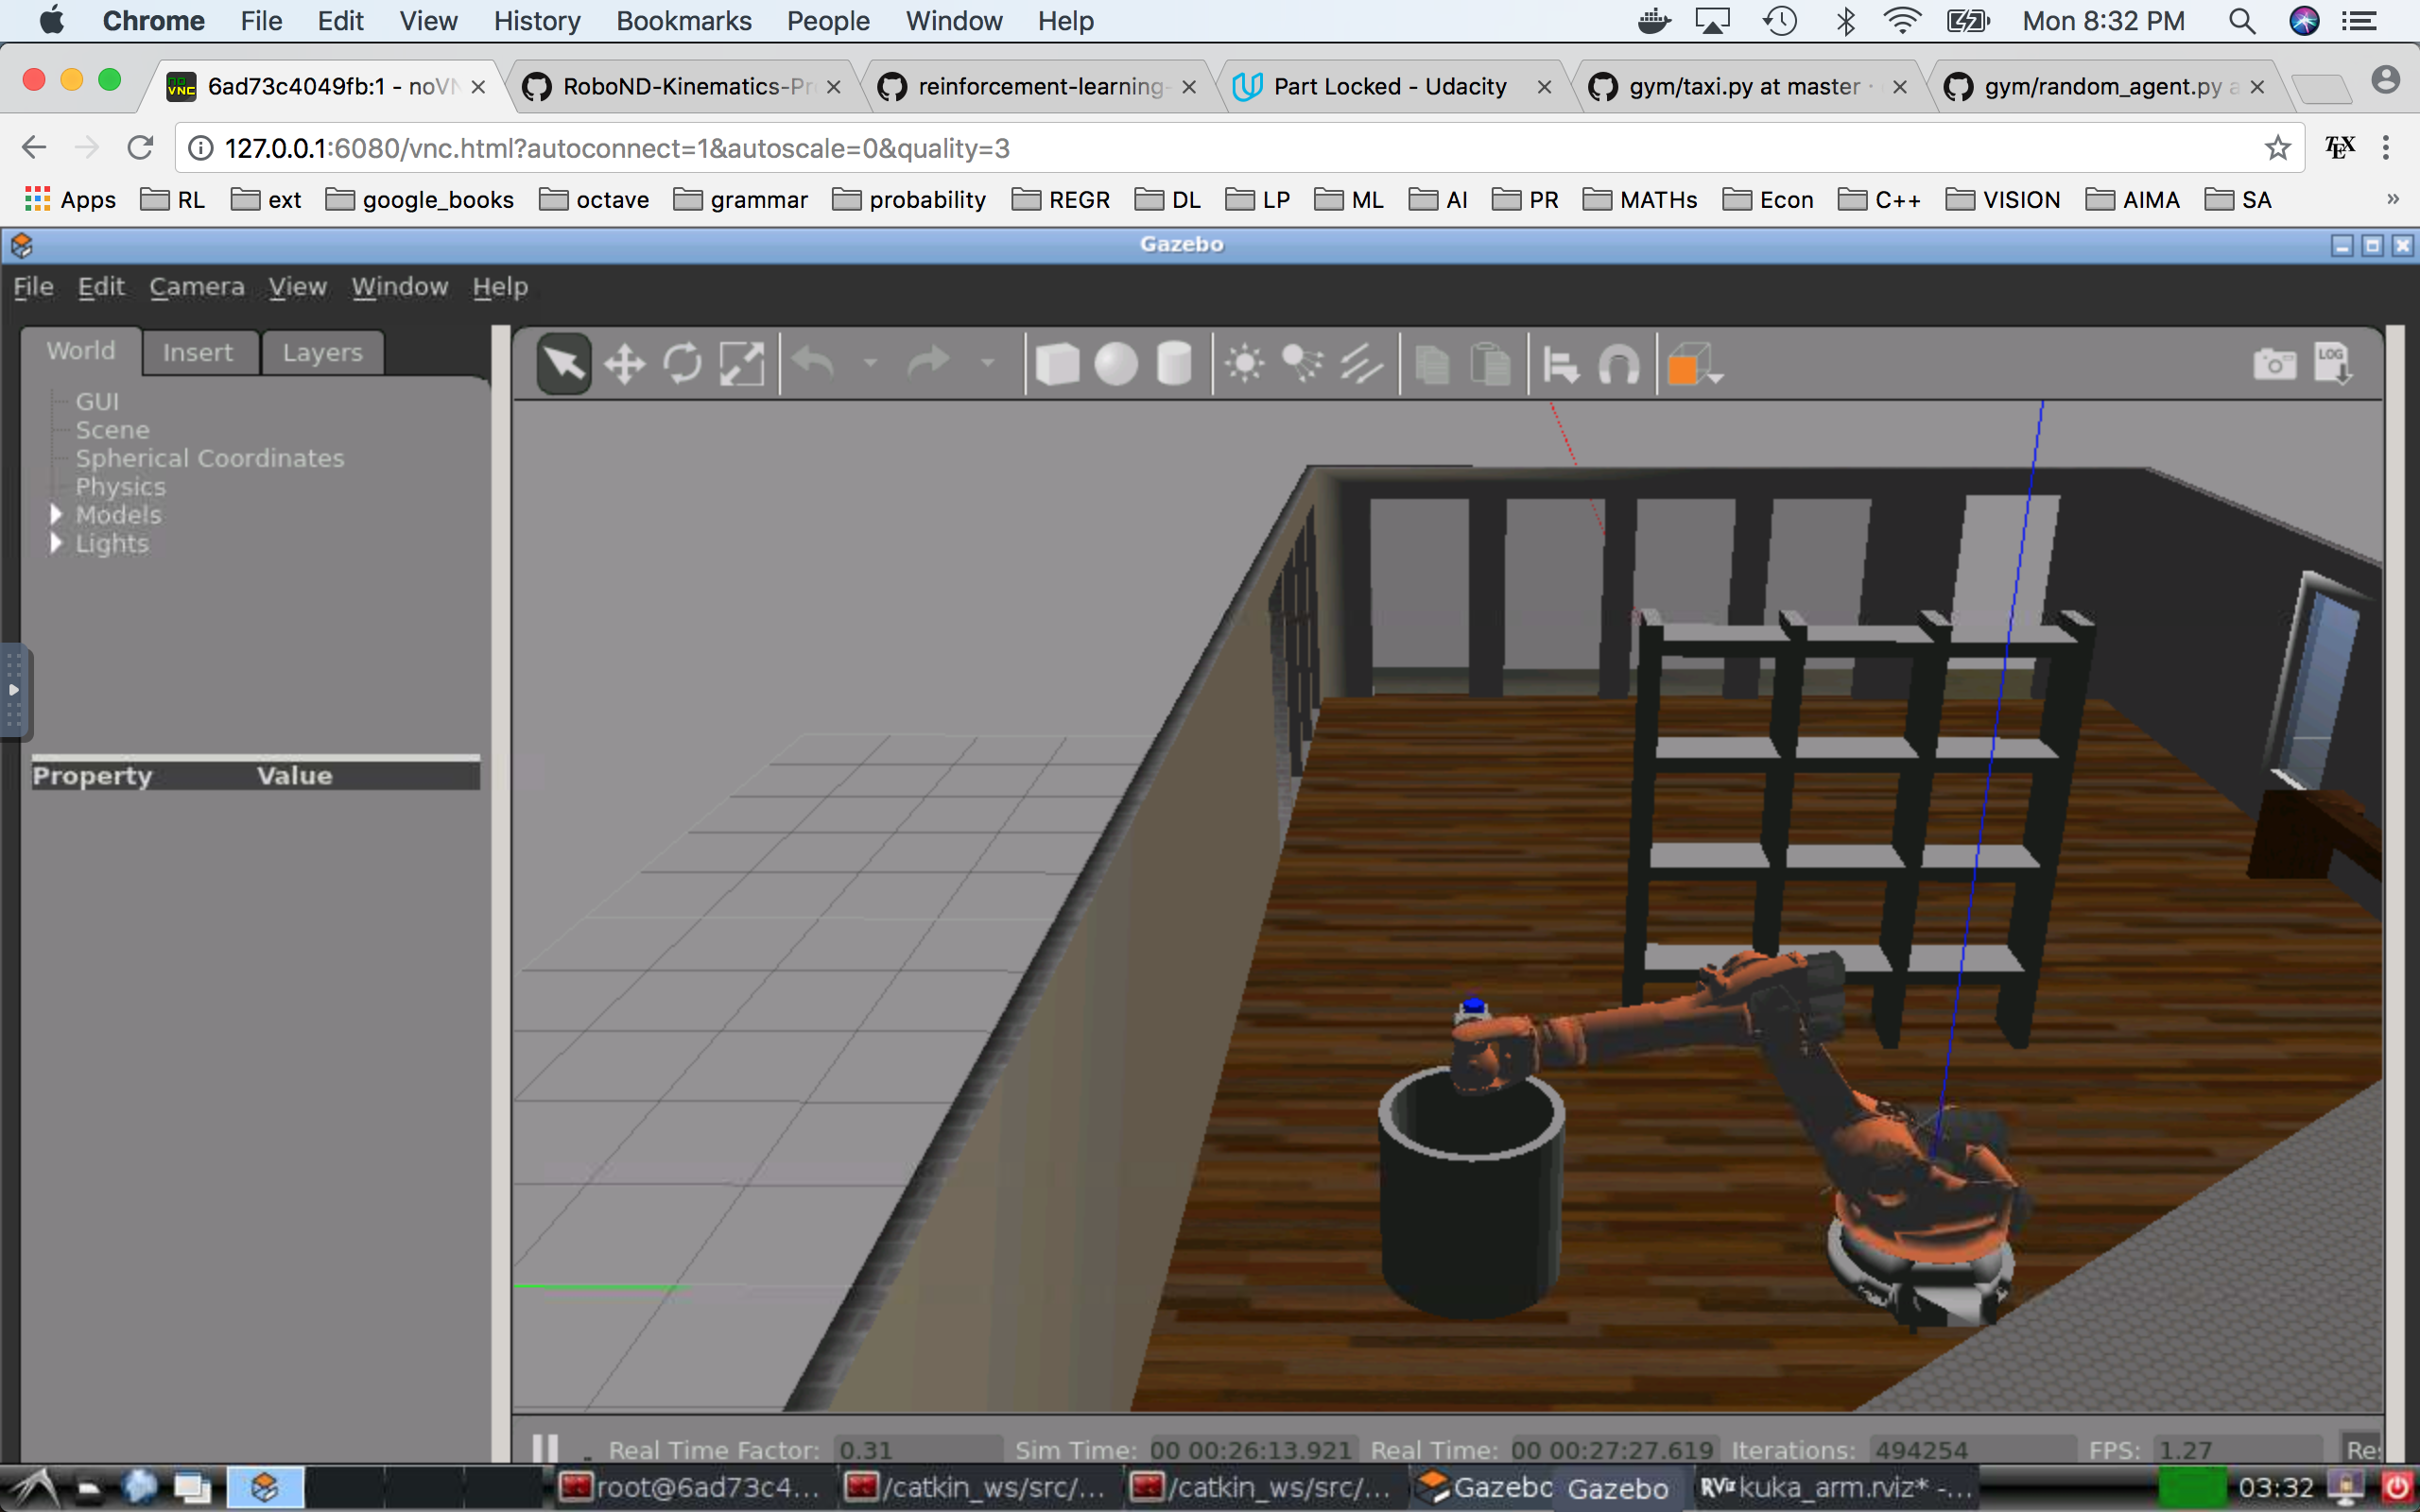 Chrome File Edit View History Bookmarks People Window Help Mon 8:32 PM
6ad73c4049fb:1 - noVN RoboND-Kinematics-Pr reinforcement-learning- Part Locked - Udacity gym/taxi.py at master · gym/random_agent.py a
127.0.0.1:6080/vnc.html?autoconnect=1&autoscale=0&quality=3 TEX
Apps RL ext google_books octave grammar probability REGR DL LP ML AI PR MATHs Econ C++ VISION AIMA SA »
Gazebo
File Edit Camera View Window Help
World Insert Layers
LOG
GUI
Scene
Spherical Coordinates
Physics
Models
Lights
Property Value
Real Time Factor: 0.31 Sim Time: 00 00:26:13.921 Real Time: 00 00:27:27.619 Iterations: 494254 FPS: 1.27 Re
root@6ad73c4... /catkin_ws/src/... /catkin_ws/src/... Gazebo Gazebo RViz kuka_arm.rviz* -... 03:32